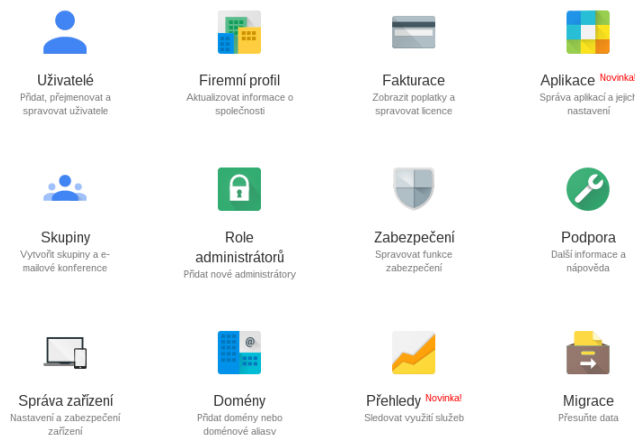 Uživatelé
Přidat, přejmenovat a
spravovat uživatele
Firemní profil
Aktualizovat informace o
společnosti
Fakturace
Zobrazit poplatky a
spravovat licence
Aplikace Novinka!
Správa aplikací a jejich
nastavení
Skupiny
Vytvořit skupiny a e-
mailové konference
Role
administrátorů
Přidat nové administrátory
Zabezpečení
Spravovat funkce
zabezpečení
Podpora
Další informace a
nápověda
Správa zařízení
Nastavení a zabezpečení
zařízení
@
Domény
Přidat domény nebo
doménové aliasy
Přehledy Novinka!
Sledovat využití služeb
Migrace
Přesuňte data